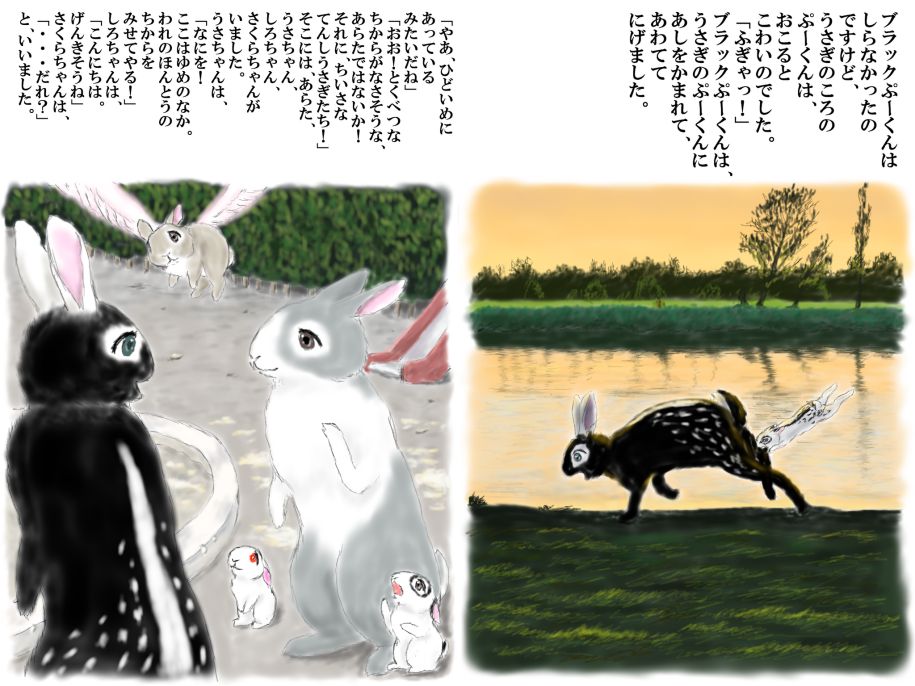 ブラックぷーくんは
しらなかったの
ですけど、
うさぎのころの
ぷーくんは、
おこると
こわいのでした。
「ふぎゃっ！」
ブラックぷーくんは、
うさぎのぷーくんに
あしをかまれて、
あわてて
にげました。
「やあ、ひどいめに
あっている
みたいだね」
「おお！とくべつな
ちからがなさそうな、
あらたではないか！
それに、ちいさな
てんしうさぎたち！」
そこには、あらた、
うさちゃん、
しろちゃん、
さくらちゃんが
いました。
うさちゃんは、
「なにを！
ここはゆめのなか。
われのほんとうの
ちからを
みせてやる！」
しろちゃんは、
「こんにちは。
げんきそうね」
さくらちゃんは、
「・・・だれ？」
と、いいました。